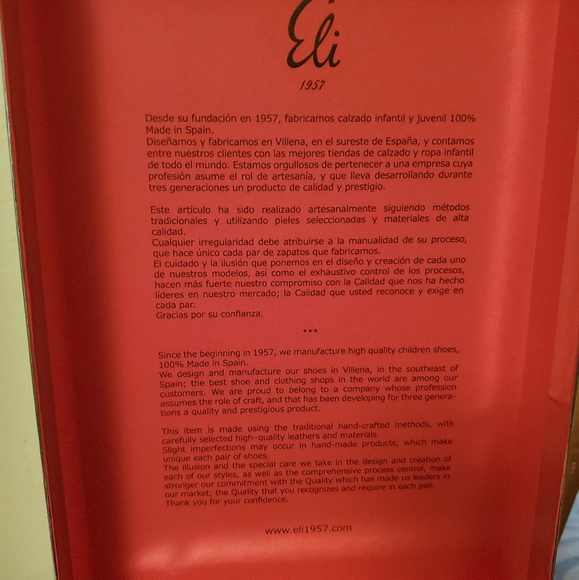 Eli
1957
Desde su fundación en 1957, fabricamos calzado infantil y juvenil 100%
Made in Spain.
Diseñamos y fabricamos en Villena, en el sureste de España, y contamos
entre nuestros clientes con las mejores tiendas de calzado y ropa infantil
de todo el mundo. Estamos orgullosos de pertenecer a una empresa cuya
profesión asume el rol de artesanía, y que lleva desarrollando durante
tres generaciones un producto de calidad y prestigio.
Este artículo ha sido realizado artesanalmente siguiendo métodos
tradicionales y utilizando pieles seleccionadas y materiales de alta
calidad.
Cualquier irregularidad debe atribuirse a la manualidad de su proceso,
que hace único cada par de zapatos que fabricamos.
El cuidado y la ilusión que ponemos en el diseño y creación de cada uno
de nuestros modelos, así como el exhaustivo control de los procesos,
hacen más fuerte nuestro compromiso con la Calidad que nos ha hecho
líderes en nuestro mercado; la Calidad que usted reconoce y exige en
cada par.
Gracias por su confianza.
***
Since the beginning in 1957, we manufacture high quality children shoes,
100% Made in Spain.
We design and manufacture our shoes in Villena, in the southeast of
Spain; the best shoe and clothing shops in the world are among our
customers. We are proud to belong to a company whose profession
assumes the role of craft, and that has been developing for three genera-
tions a quality and prestigious product.
This item is made using the traditional hand-crafted methods, with
carefully selected high-quality leathers and materials.
Slight imperfections may occur in hand-made products, which make
unique each pair of shoes.
The illusion and the special care we take in the design and creation of
each of our styles, as well as the comprehensive process control, make
stronger our commitment with the Quality which has made us leaders in
our market; the Quality that you recognizes and require in each pair.
Thank you for your confidence.
www.eli1957.com